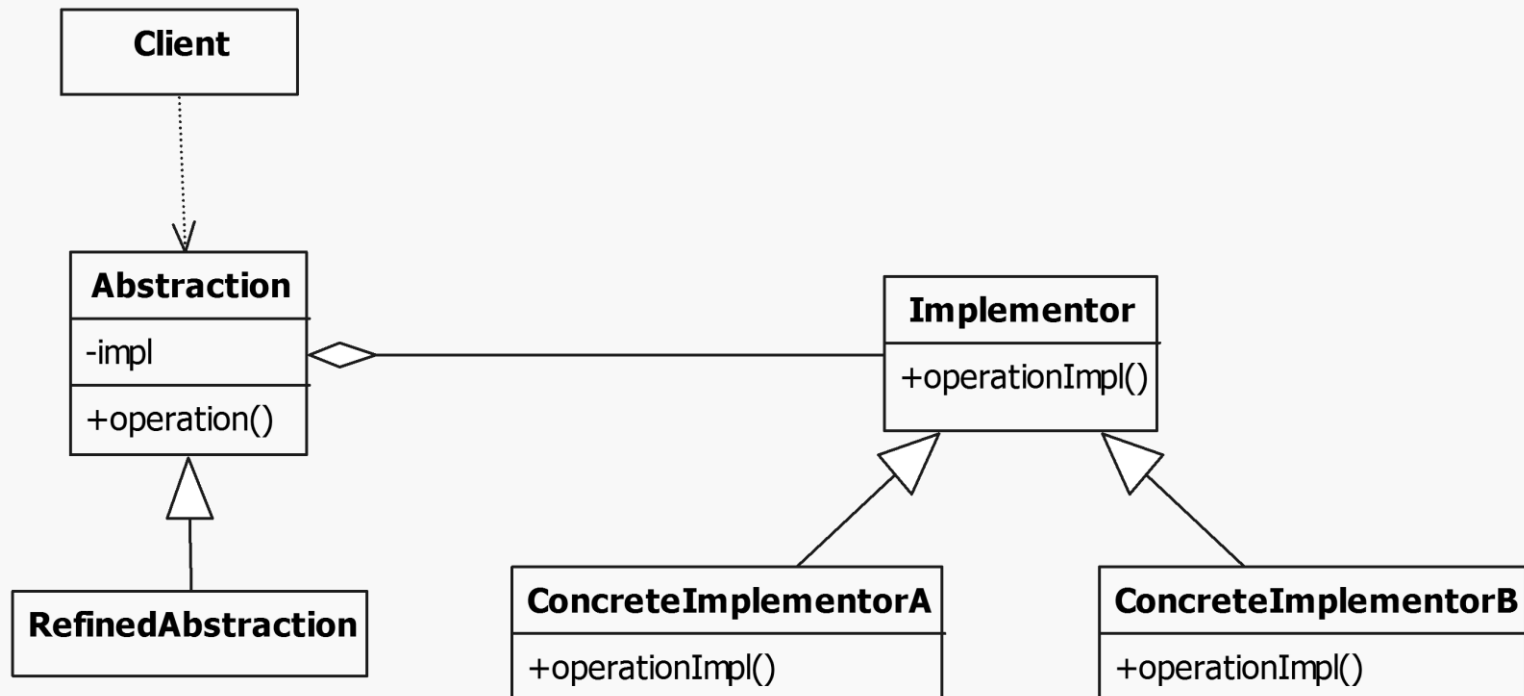 Client
Abstraction
-impl
+operation()
Implementor
+operationImpl()
RefinedAbstraction
ConcreteImplementorA
+operationImpl()
ConcreteImplementorB
+operationImpl()